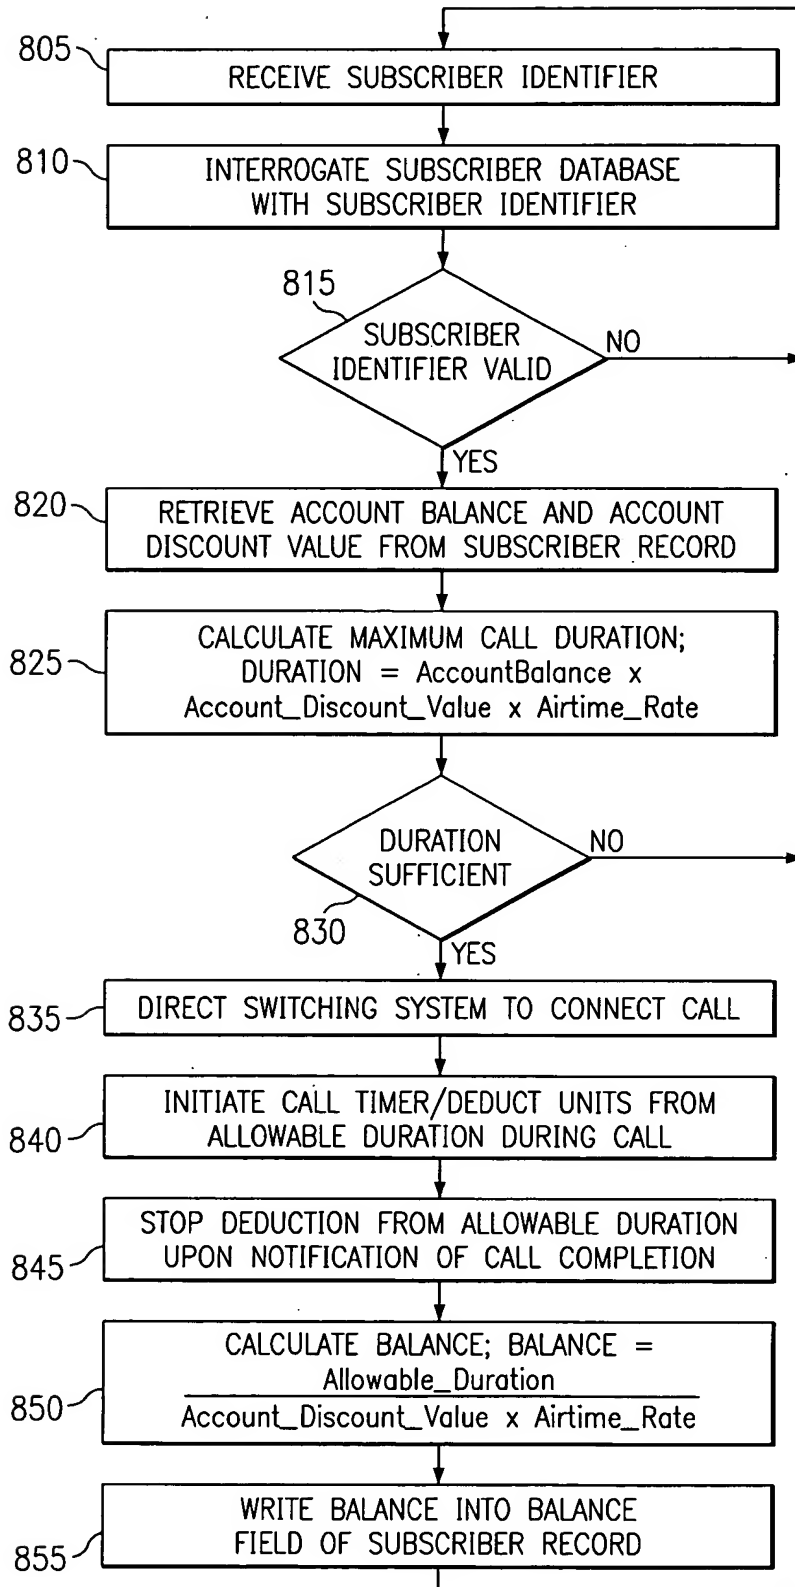 805
RECEIVE SUBSCRIBER IDENTIFIER
810
INTERROGATE SUBSCRIBER DATABASE
WITH SUBSCRIBER IDENTIFIER
815
SUBSCRIBER
IDENTIFIER VALID
NO
YES
820
RETRIEVE ACCOUNT BALANCE AND ACCOUNT
DISCOUNT VALUE FROM SUBSCRIBER RECORD
825
CALCULATE MAXIMUM CALL DURATION;
DURATION = AccountBalance x
Account_Discount_Value x Airtime_Rate
DURATION
SUFFICIENT
NO
830
YES
835
DIRECT SWITCHING SYSTEM TO CONNECT CALL
840
INITIATE CALL TIMER/DEDUCT UNITS FROM
ALLOWABLE DURATION DURING CALL
845
STOP DEDUCTION FROM ALLOWABLE DURATION
UPON NOTIFICATION OF CALL COMPLETION
850
CALCULATE BALANCE; BALANCE =
Allowable_Duration
Account_Discount_Value x Airtime_Rate
855
WRITE BALANCE INTO BALANCE
FIELD OF SUBSCRIBER RECORD